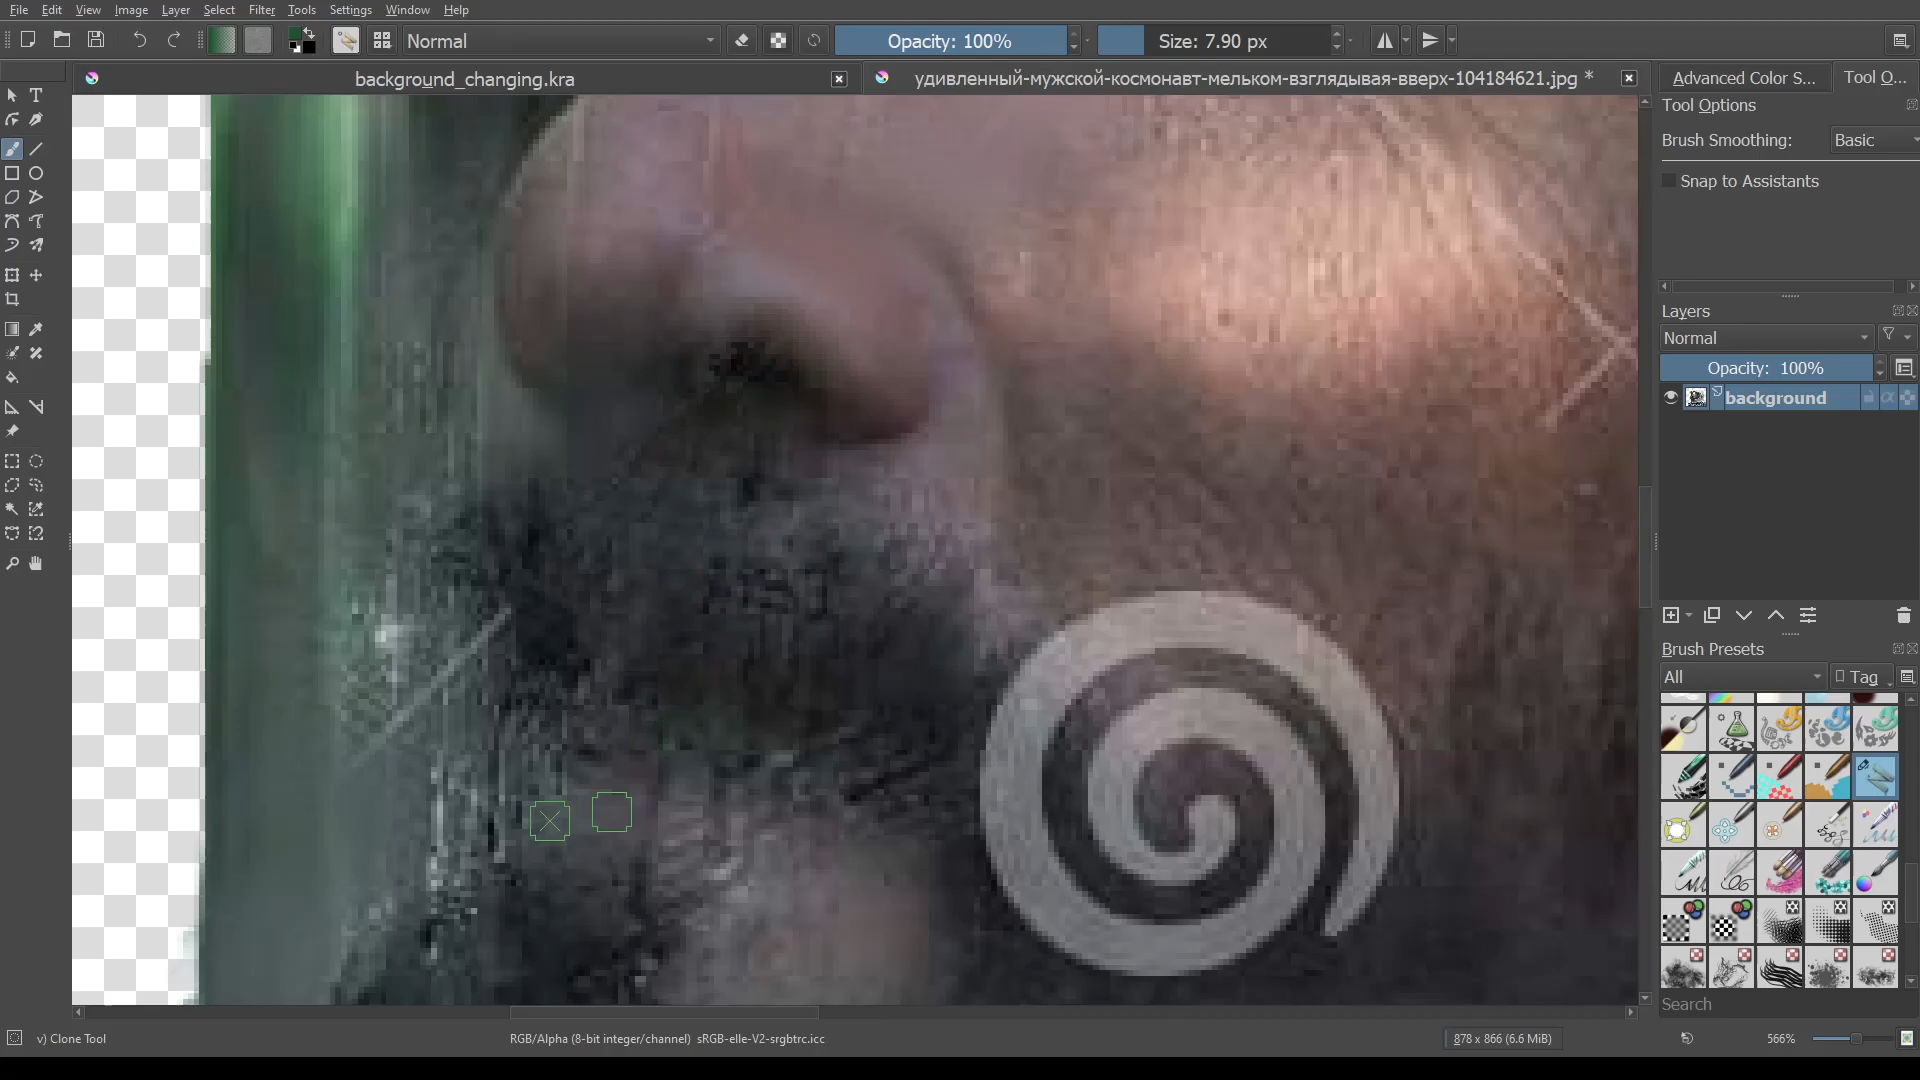 File Edit View Image Layer Select Filter Tools Settings Window Help
Normal
Opacity: 100%
Size: 7.90 px
background_changing.kra
удивленный-мужской-космонавт-мельком-взглядывая-вверх-104184621.jpg *
Advanced Color S...
Tool O...
Tool Options
Brush Smoothing:
Basic
Snap to Assistants
Layers
Normal
Opacity: 100%
background
Brush Presets
All
Tag
Search
v) Clone Tool
RGB/Alpha (8-bit integer/channel) sRGB-elle-V2-srgbtrc.icc
878 x 866 (6.6 MiB)
566%